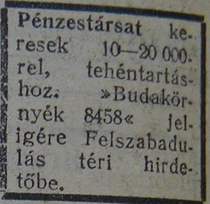 Pénzestársat ke-
resek 10—20 000.
rel, tehéntartás-
hoz. »Budakör-
nyék 8458« jel-
igére Felszabadu-
lás téri hirde-
tőbe.